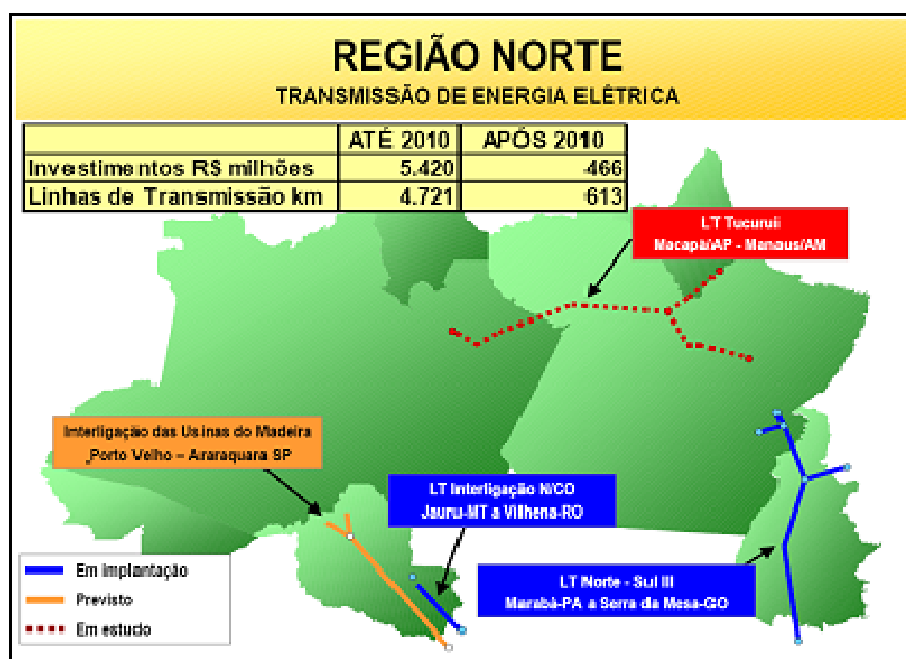 REGIÃO NORTE
TRANSMISSÃO DE ENERGIA ELÉTRICA
ATÉ 2010 APÓS 2010
Investimentos R$ milhões 5.420 466
Linhas de Transmissão km 4.721 613
LT Tucuruii
Macapá/AP - Manaus/AM
Interligação das Usinas do Madeira
Porto Velho – Araraquara SP
LT Interligação N/CO
Jauru-MT a Vilhena-RO
LT Norte - Sul III
Marabá-PA a Serra da Mesa-GO
Em implantação
Previsto
Em estudo